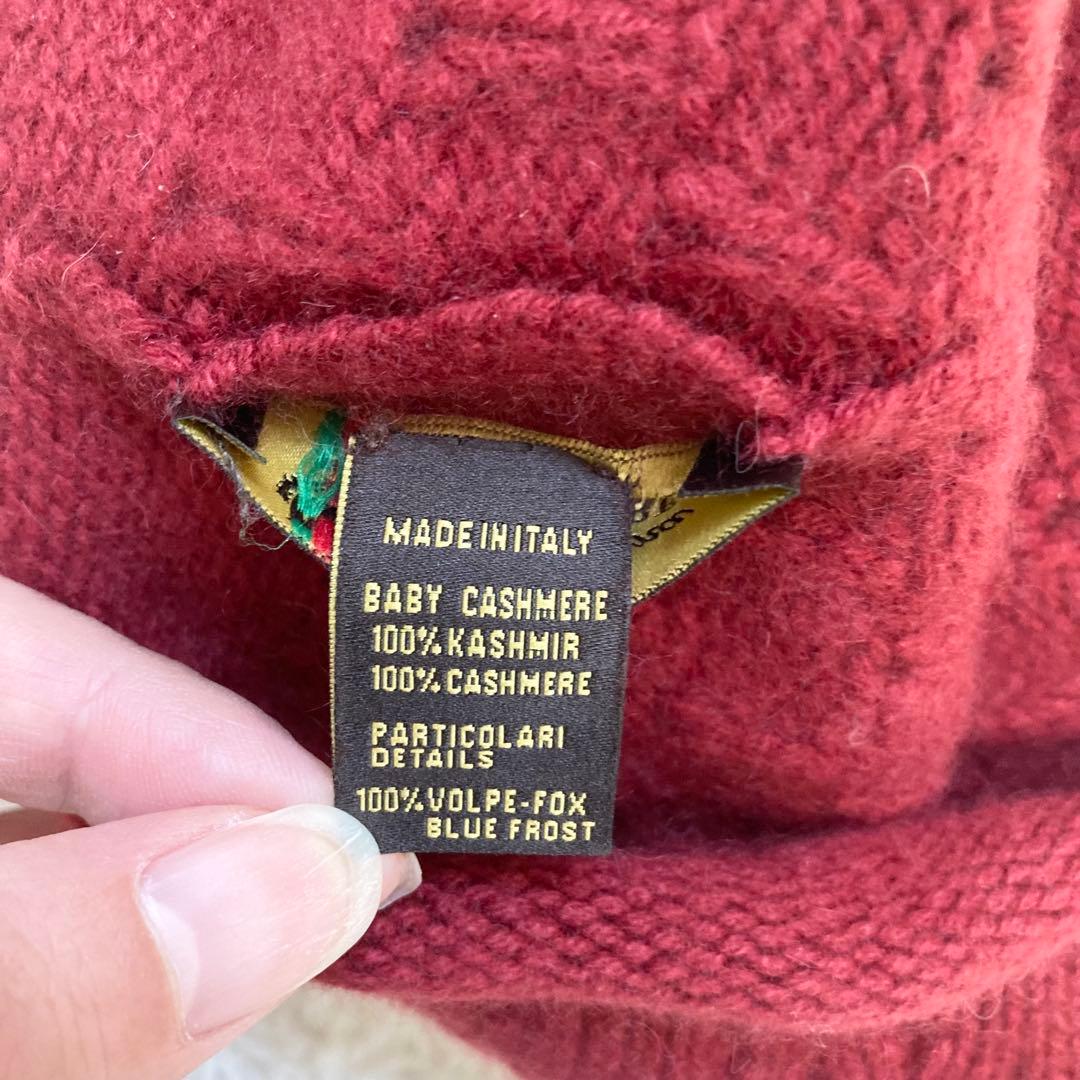 MADE IN ITALY
BABY CASHMERE
100% KASHMIR
100% CASHMERE
PARTICOLARI
DETAILS
100% VOLPE-FOX
BLUE FROST